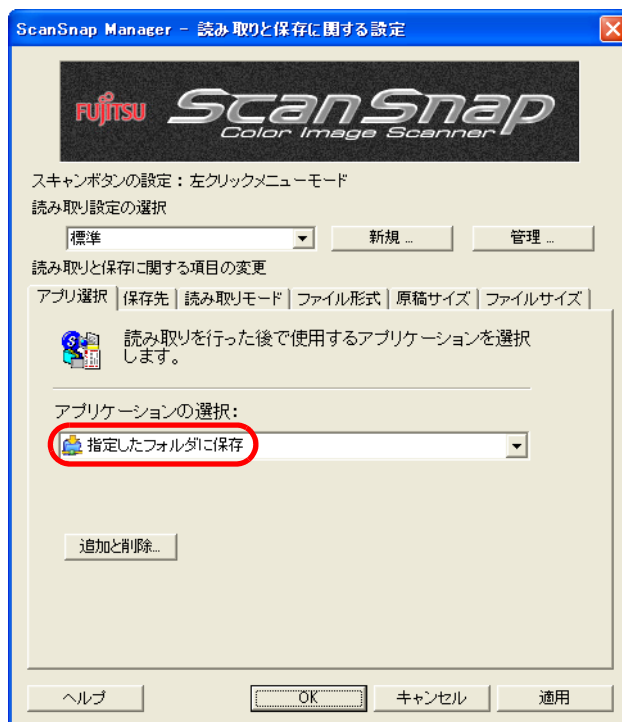 ScanSnap Manager - 読み取りと保存に関する設定
FUJITSU ScanSnap
Color Image Scanner
スキャンボタンの設定：左クリックメニューモード
読み取り設定の選択
標準 新規 ... 管理 ...
読み取りと保存に関する項目の変更
アプリ選択 保存先 読み取りモード ファイル形式 原稿サイズ ファイルサイズ
読み取りを行った後で使用するアプリケーションを選択
します。
アプリケーションの選択:
指定したフォルダに保存
追加と削除...
ヘルプ OK キャンセル 適用